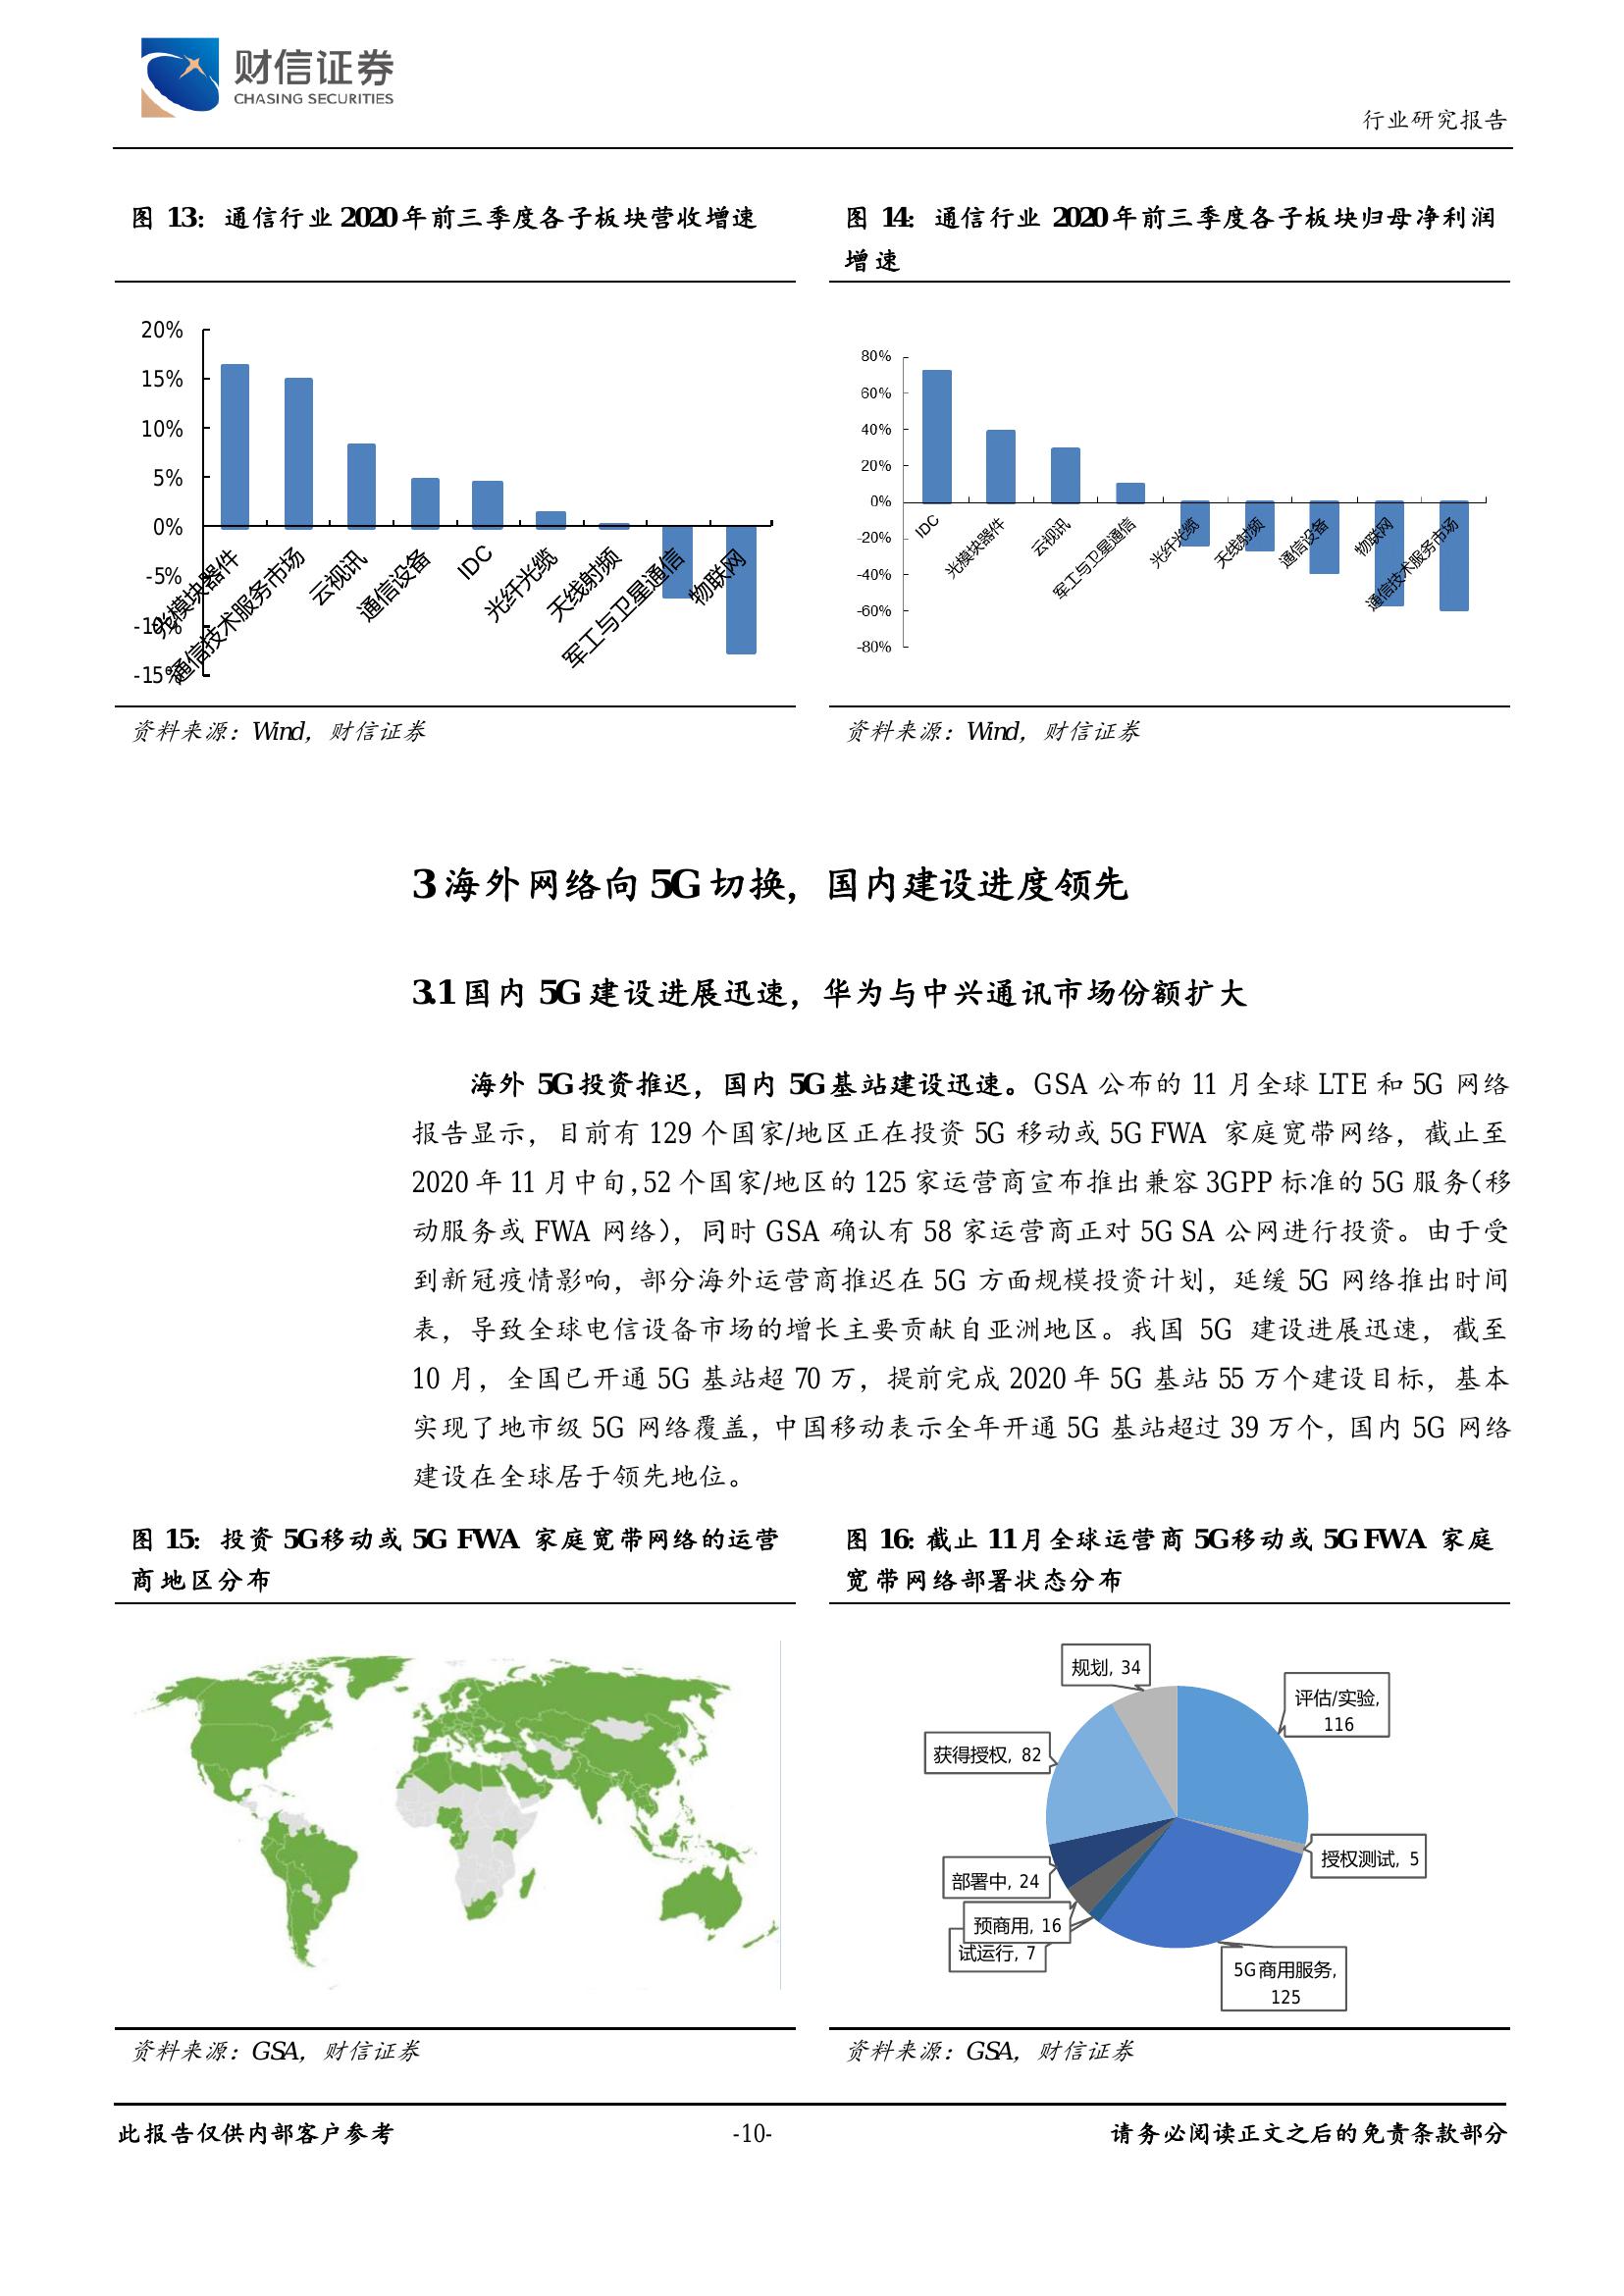 财信证券
CHASING SECURITIES
行业研究报告
图 13：通信行业 2020 年前三季度各子板块营收增速
图 14：通信行业 2020 年前三季度各子板块归母净利润
增速
20%
15%
10%
5%
0%
-5%
-10%
-15%
光模块器件
通信技术服务市场
云视讯
通信设备
IDC
光纤光缆
天线射频
军工与卫星通信
物联网
80%
60%
40%
20%
0%
-20%
-40%
-60%
-80%
IDC
光模块器件
云视讯
军工与卫星通信
光纤光缆
天线射频
通信设备
物联网
通信技术服务市场
资料来源：Wind，财信证券
资料来源：Wind，财信证券
3 海外网络向 5G 切换，国内建设进度领先
3.1 国内 5G 建设进展迅速，华为与中兴通讯市场份额扩大
海外 5G 投资推迟，国内 5G 基站建设迅速。GSA 公布的 11 月全球 LTE 和 5G 网络
报告显示，目前有 129 个国家/地区正在投资 5G 移动或 5G FWA 家庭宽带网络，截止至
2020 年 11 月中旬,52 个国家/地区的 125 家运营商宣布推出兼容 3GPP 标准的 5G 服务（移
动服务或 FWA 网络），同时 GSA 确认有 58 家运营商正对 5G SA 公网进行投资。由于受
到新冠疫情影响，部分海外运营商推迟在 5G 方面规模投资计划，延缓 5G 网络推出时间
表，导致全球电信设备市场的增长主要贡献自亚洲地区。我国 5G 建设进展迅速，截至
10 月，全国已开通 5G 基站超 70 万，提前完成 2020 年 5G 基站 55 万个建设目标，基本
实现了地市级 5G 网络覆盖，中国移动表示全年开通 5G 基站超过 39 万个，国内 5G 网络
建设在全球居于领先地位。
图 15：投资 5G 移动或 5G FWA 家庭宽带网络的运营
商地区分布
图 16: 截止 11 月全球运营商 5G 移动或 5G FWA 家庭
宽带网络部署状态分布
规划, 34
评估/实验,
116
获得授权, 82
授权测试, 5
部署中, 24
预商用, 16
试运行, 7
5G商用服务,
125
资料来源：GSA，财信证券
资料来源：GSA，财信证券
此报告仅供内部客户参考
-10-
请务必阅读正文之后的免责条款部分